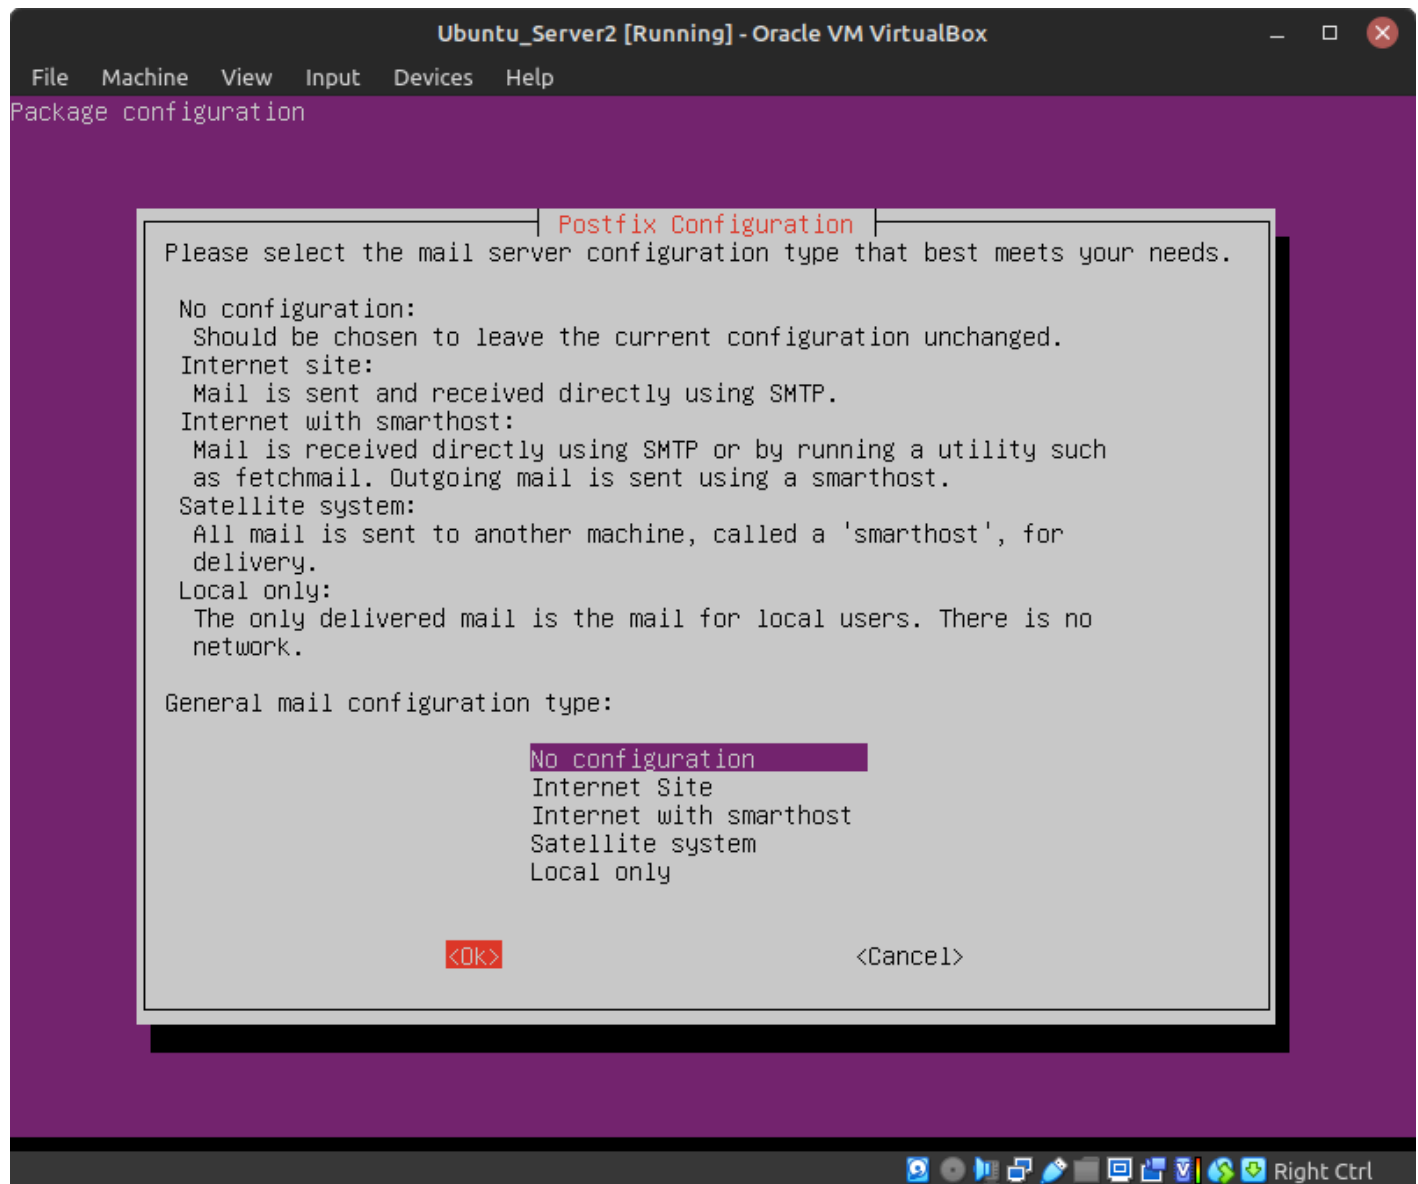 Ubuntu_Server2 [Running] - Oracle VM VirtualBox
File Machine View Input Devices Help
Package configuration
Postfix Configuration
Please select the mail server configuration type that best meets your needs.
No configuration:
Should be chosen to leave the current configuration unchanged.
Internet site:
Mail is sent and received directly using SMTP.
Internet with smarthost:
Mail is received directly using SMTP or by running a utility such
as fetchmail. Outgoing mail is sent using a smarthost.
Satellite system:
All mail is sent to another machine, called a 'smarthost', for
delivery.
Local only:
The only delivered mail is the mail for local users. There is no
network.
General mail configuration type:
No configuration
Internet Site
Internet with smarthost
Satellite system
Local only
<Ok> <Cancel>
Right Ctrl